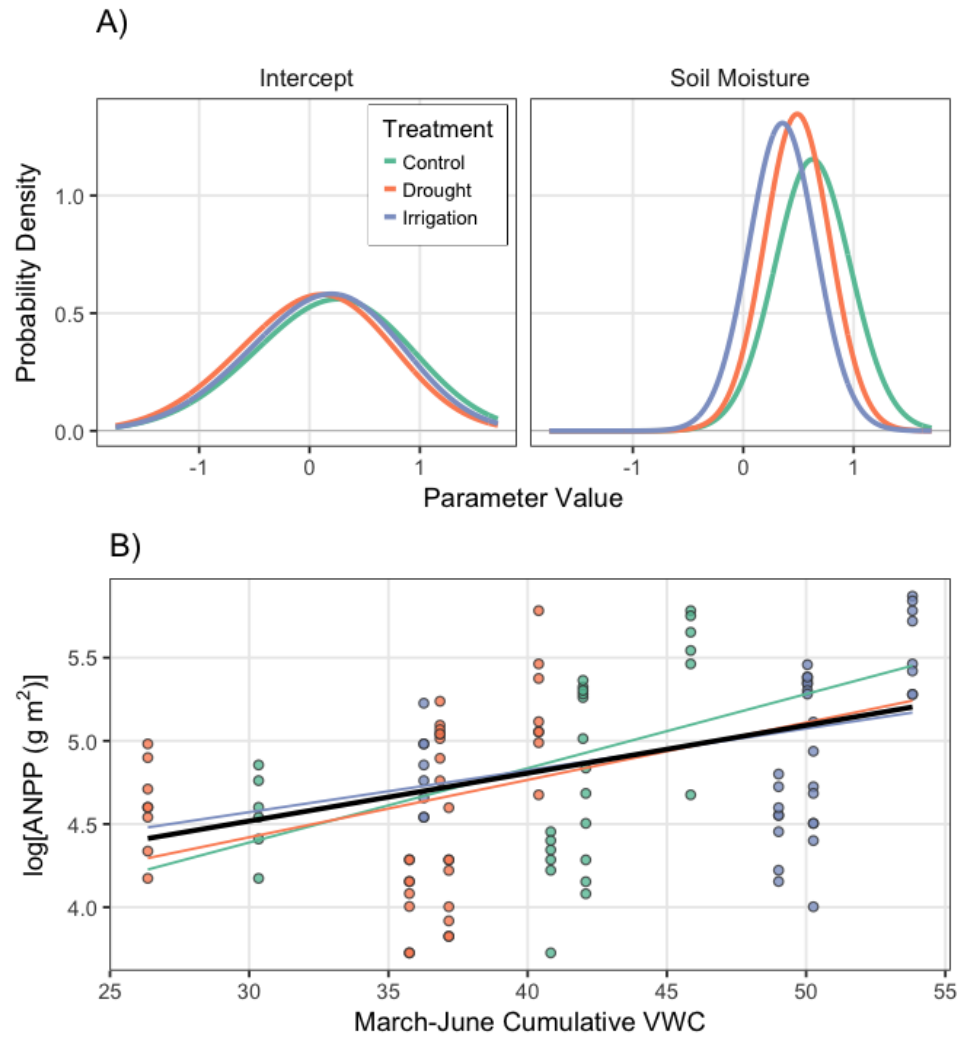 A)
Intercept
Soil Moisture
Treatment
Control
Drought
Irrigation
Probability Density
1.0
0.5
0.0
-1 0 1
-1 0 1
Parameter Value
B)
log[ANPP (g m²)]
5.5
5.0
4.5
4.0
25 30 35 40 45 50 55
March-June Cumulative VWC